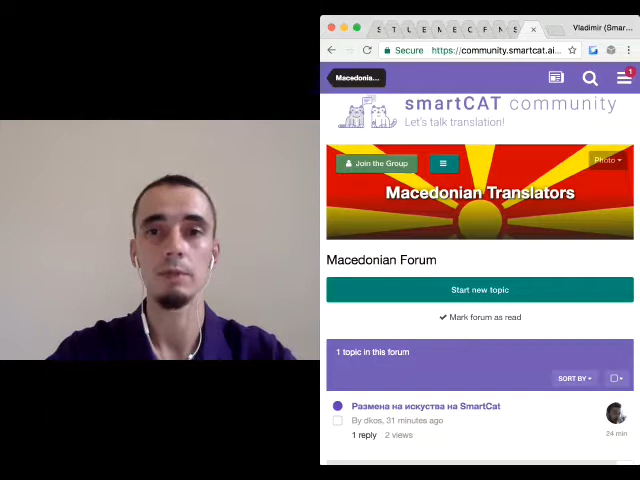 S T U E M E C F N S
Vladimir (Smar...
Secure https://community.smartcat.ai...
Macedonia...
1
smartCAT community
Let's talk translation!
Join the Group
Photo
Macedonian Translators
Macedonian Forum
Start new topic
Mark forum as read
1 topic in this forum
SORT BY
Размена на искуства на SmartCat
By dkos, 31 minutes ago
1 reply 2 views
24 min